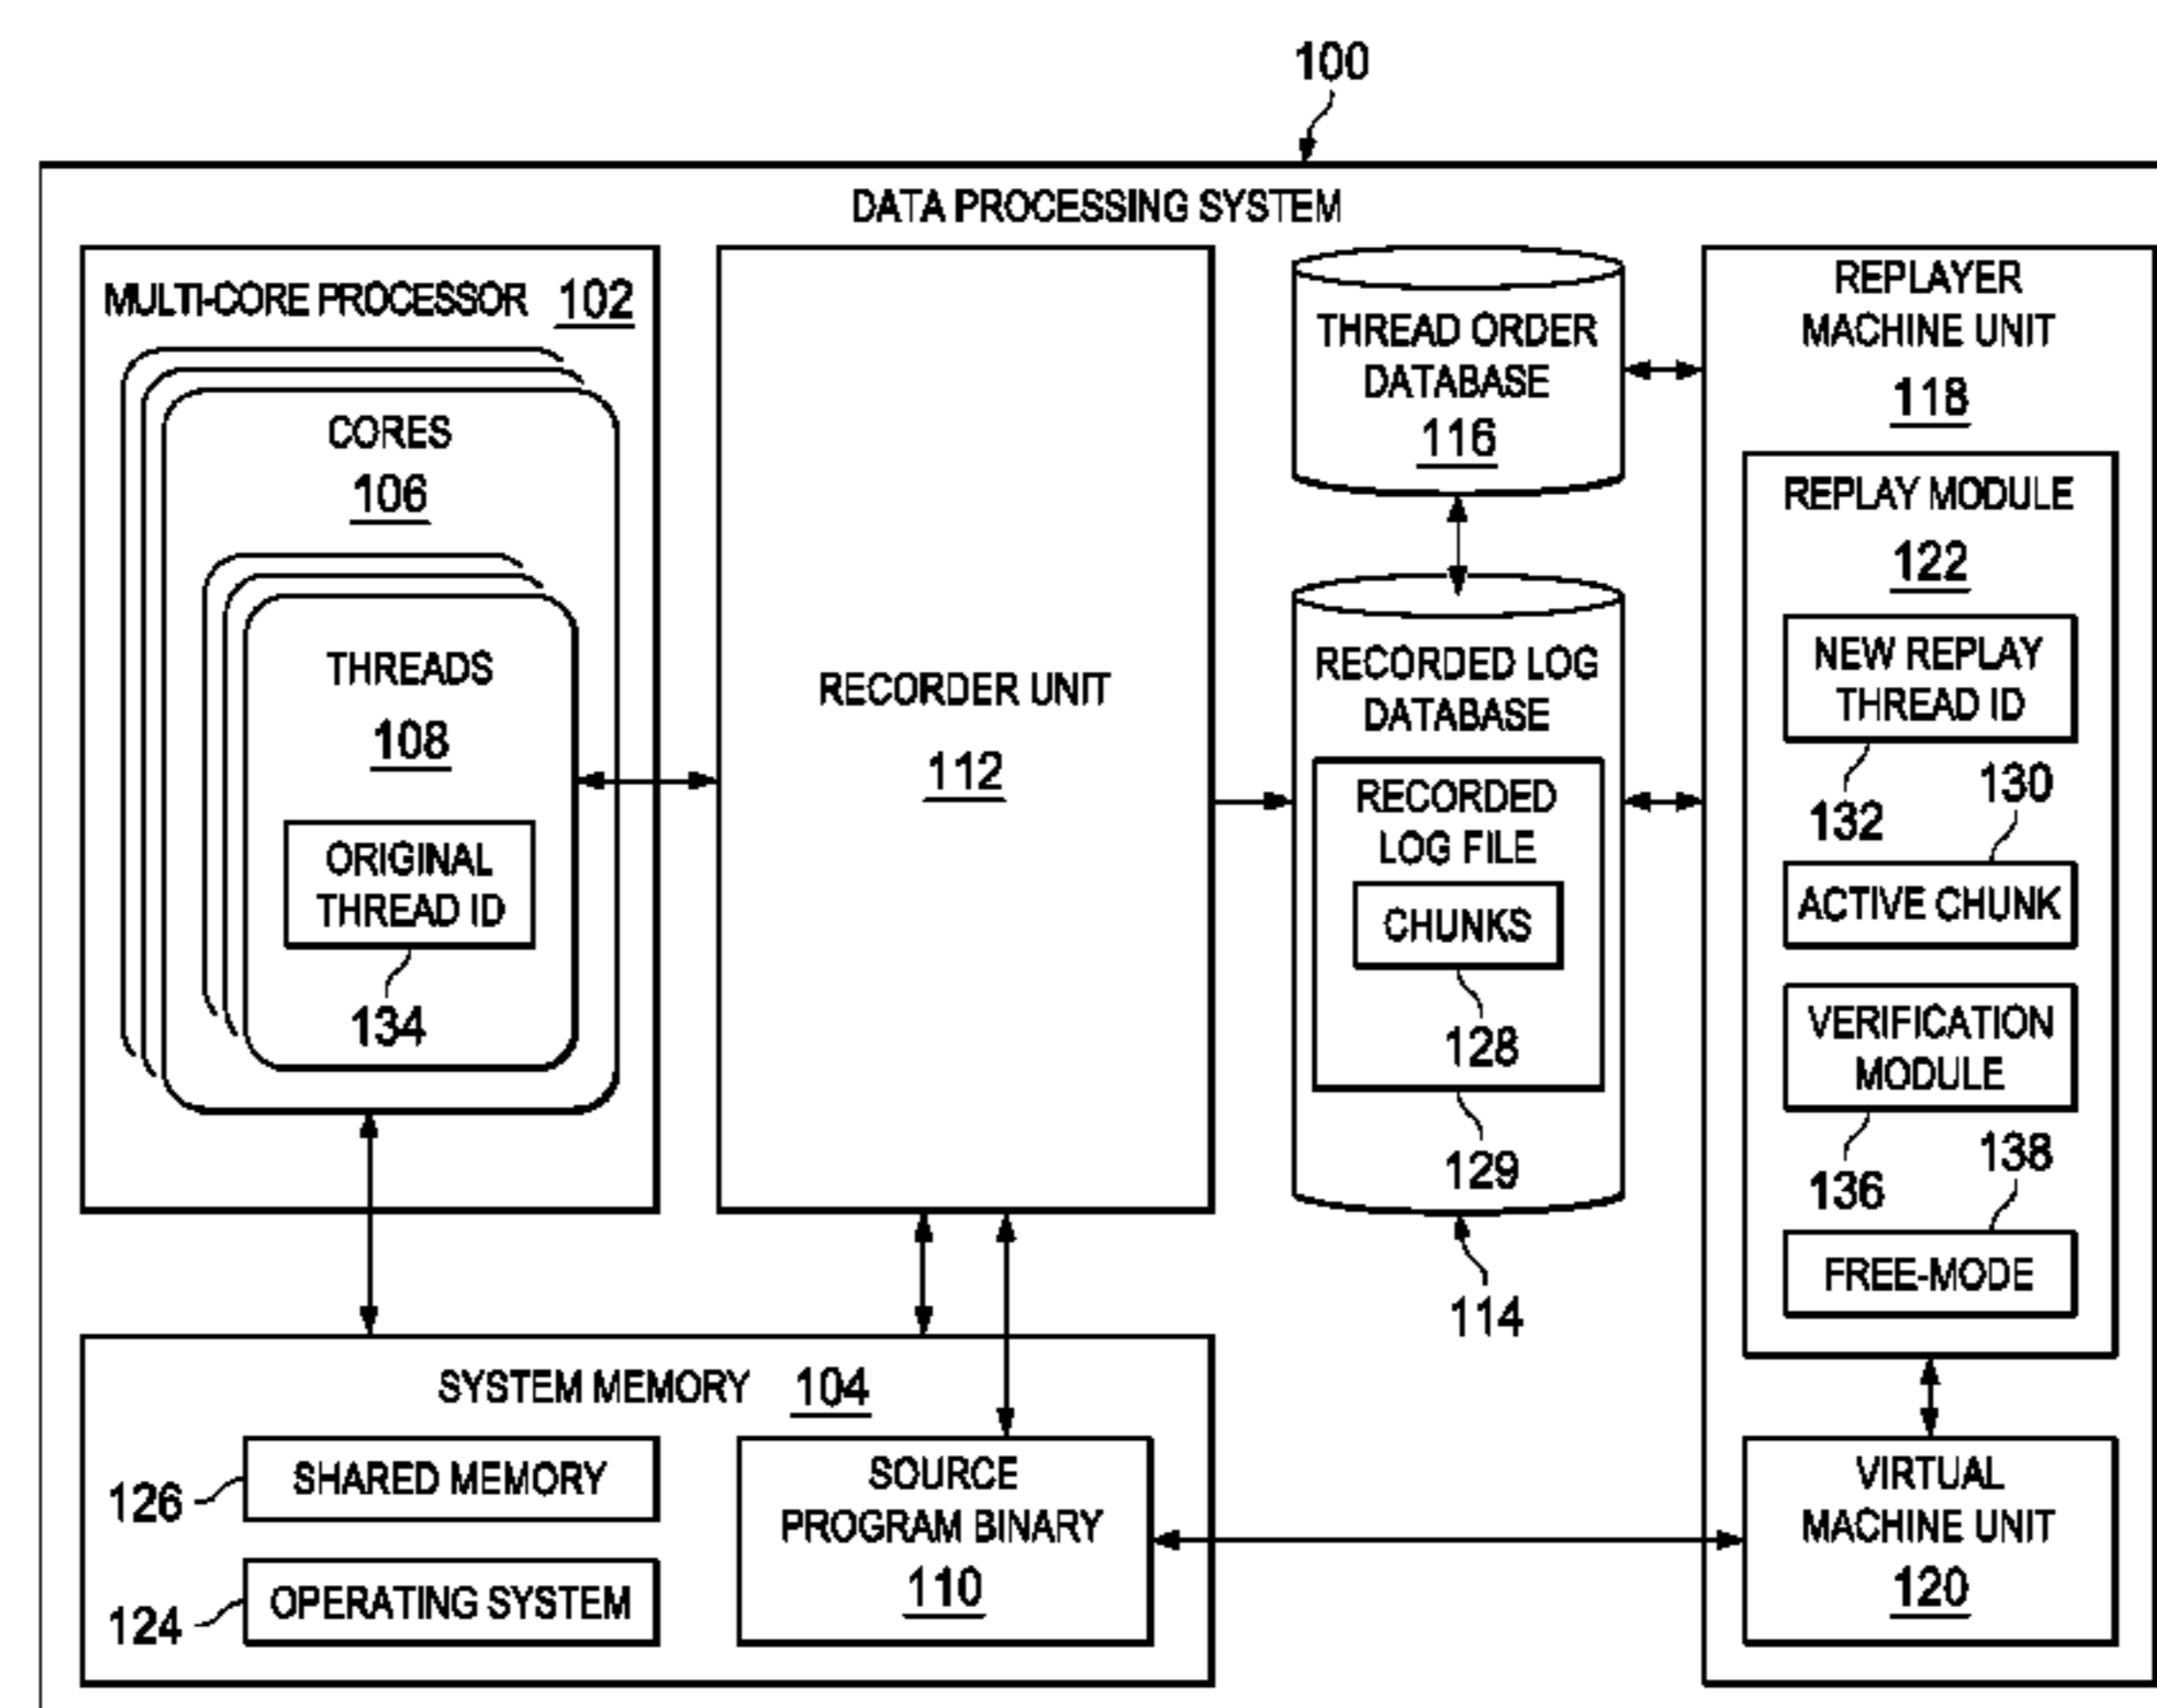 100
DATA PROCESSING SYSTEM
MULTI-CORE PROCESSOR 102
CORES
106
THREADS
108
ORIGINAL
THREAD ID
134
RECORDER UNIT
112
THREAD ORDER
DATABASE
116
RECORDED LOG
DATABASE
RECORDED
LOG FILE
CHUNKS
128
129
114
REPLAYER
MACHINE UNIT
118
REPLAY MODULE
122
NEW REPLAY
THREAD ID
132
130
ACTIVE CHUNK
VERIFICATION
MODULE
136
138
FREE-MODE
SYSTEM MEMORY 104
126
SHARED MEMORY
124
OPERATING SYSTEM
SOURCE
PROGRAM BINARY
110
VIRTUAL
MACHINE UNIT
120